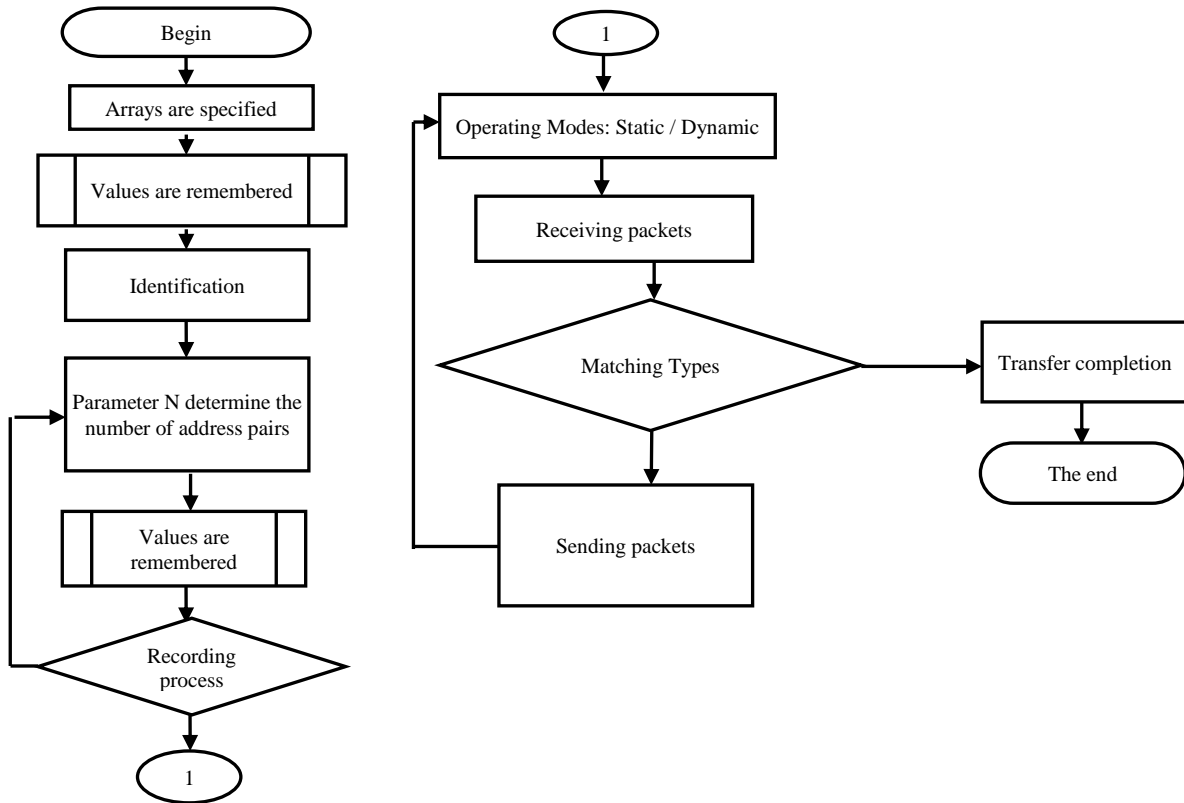 Begin
Arrays are specified
Values are remembered
Identification
Parameter N determine the
number of address pairs
Values are
remembered
Recording
process
1
1
Operating Modes: Static / Dynamic
Receiving packets
Matching Types
Sending packets
Transfer completion
The end